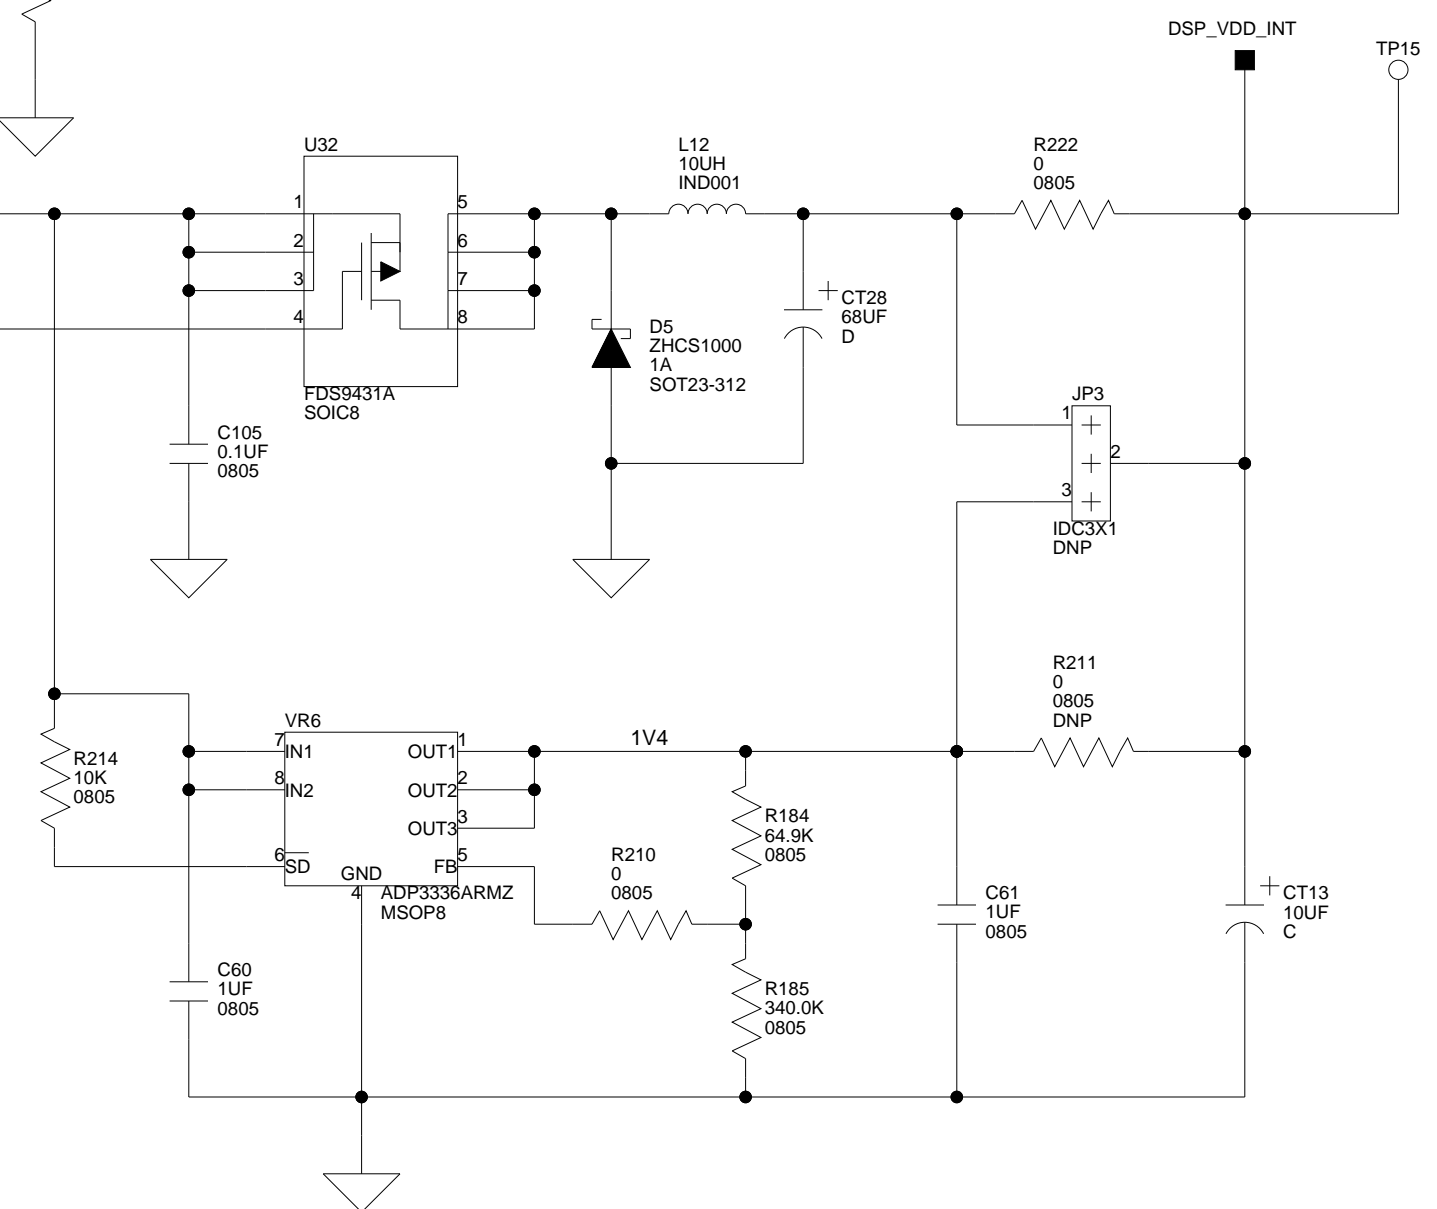 DSP_VDD_INT
TP15
U32
1
2
3
4
5
6
7
8
FDS9431A
SOIC8
L12
10UH
IND001
R222
0
0805
D5
ZHCS1000
1A
SOT23-312
+
CT28
68UF
D
C105
0.1UF
0805
JP3
1
2
3
IDC3X1
DNP
R211
0
0805
DNP
R214
10K
0805
VR6
7
IN1
8
IN2
6
SD
GND
4
OUT1
1
OUT2
2
OUT3
3
FB
5
ADP3336ARMZ
MSOP8
1V4
R184
64.9K
0805
R210
0
0805
R185
340.0K
0805
C61
1UF
0805
+
CT13
10UF
C
C60
1UF
0805